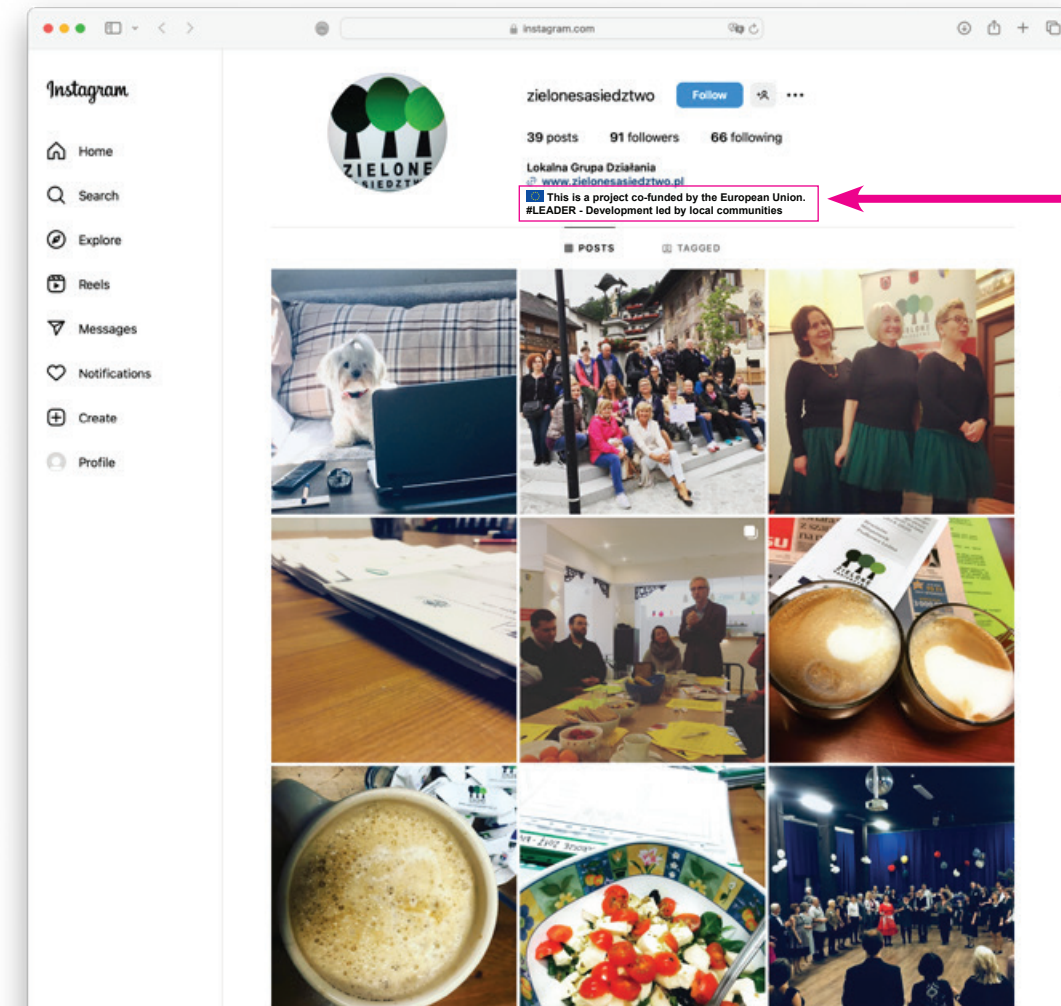 instagram.com
Instagram
Home
Search
Explore
Reels
Messages
Notifications
Create
Profile
zielonesasiedztwo
Follow
39 posts 91 followers 66 following
Lokalna Grupa Działania
www.zielonesasiedztwo.pl
This is a project co-funded by the European Union.
#LEADER - Development led by local communities
POSTS TAGGED
ZIELONE